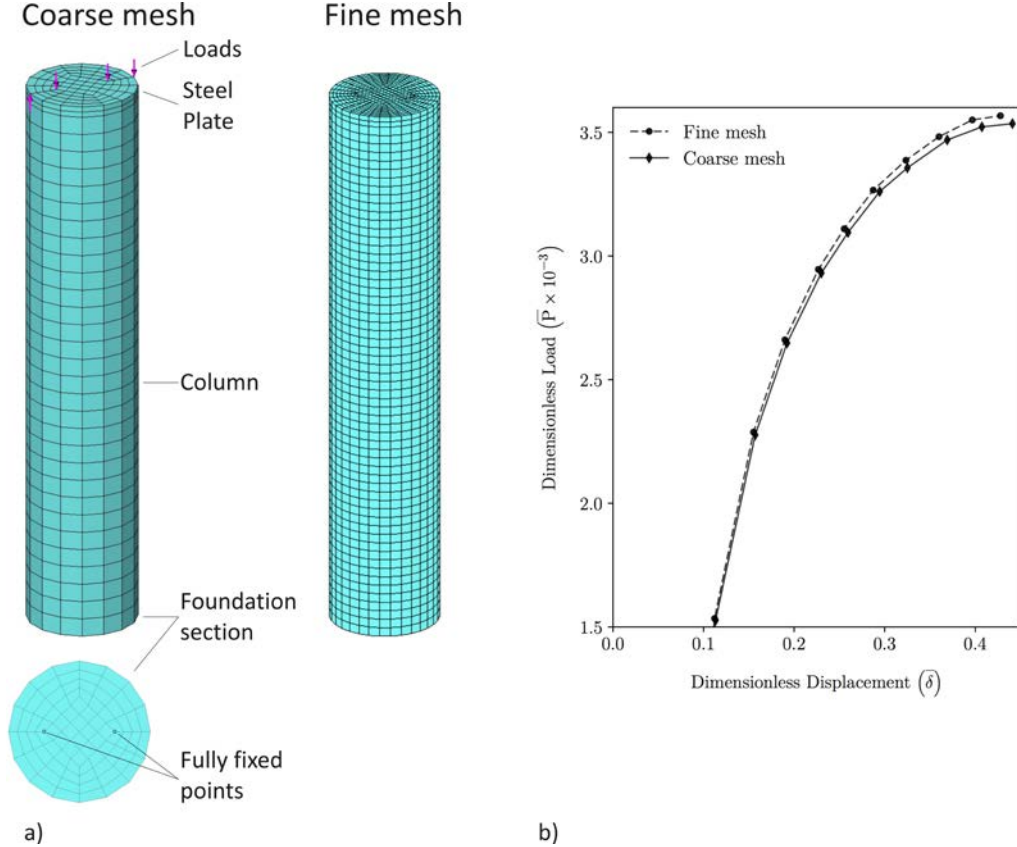 Coarse mesh
Fine mesh
Loads
Steel
Plate
Column
Foundation
section
Fully fixed
points
a)
Fine mesh
Coarse mesh
3.5
3.0
2.5
2.0
1.5
0.0 0.1 0.2 0.3 0.4
Dimensionless Load (P̅ × 10⁻³)
Dimensionless Displacement (δ̅)
b)